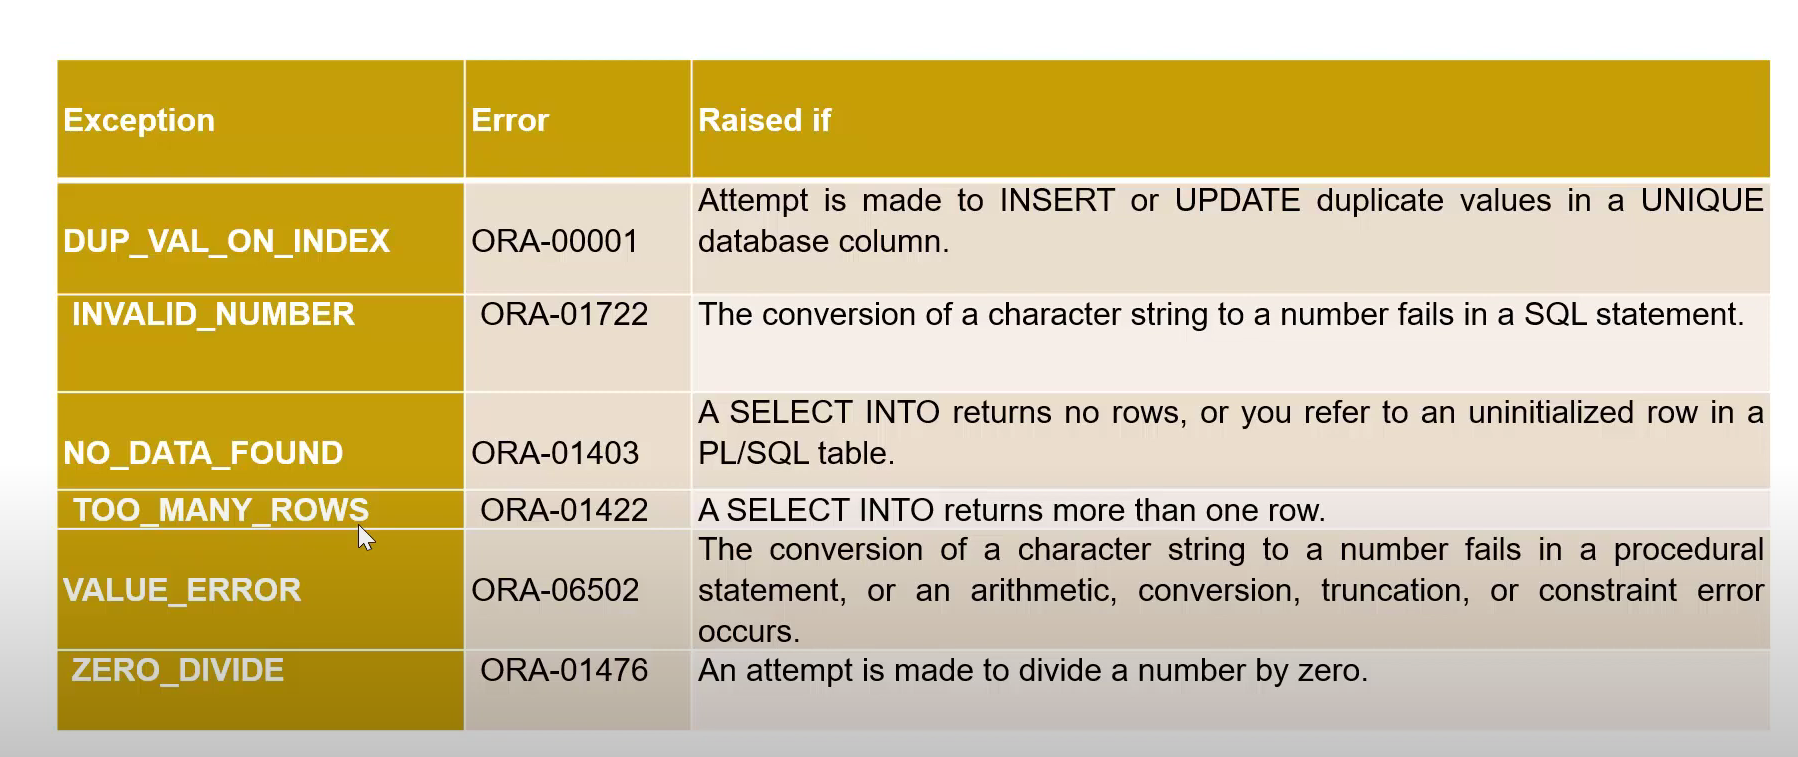 Exception Error Raised if
DUP_VAL_ON_INDEX ORA-00001 Attempt is made to INSERT or UPDATE duplicate values in a UNIQUE
database column.
INVALID_NUMBER ORA-01722 The conversion of a character string to a number fails in a SQL statement.
NO_DATA_FOUND ORA-01403 A SELECT INTO returns no rows, or you refer to an uninitialized row in a
PL/SQL table.
TOO_MANY_ROWS ORA-01422 A SELECT INTO returns more than one row.
VALUE_ERROR ORA-06502 The conversion of a character string to a number fails in a procedural
statement, or an arithmetic, conversion, truncation, or constraint error
occurs.
ZERO_DIVIDE ORA-01476 An attempt is made to divide a number by zero.